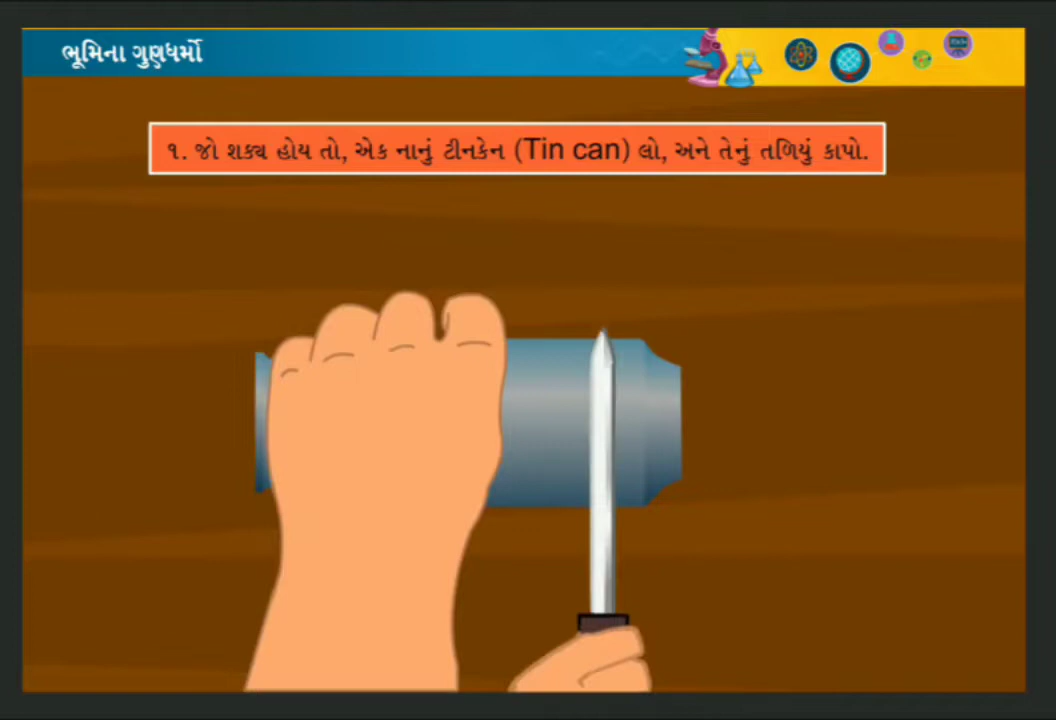 ભૂમિના ગુણધર્મો
૧. જો શક્ય હોય તો, એક નાનું ટીનકેન (Tin can) લો, અને તેનું તળિયું કાપો.